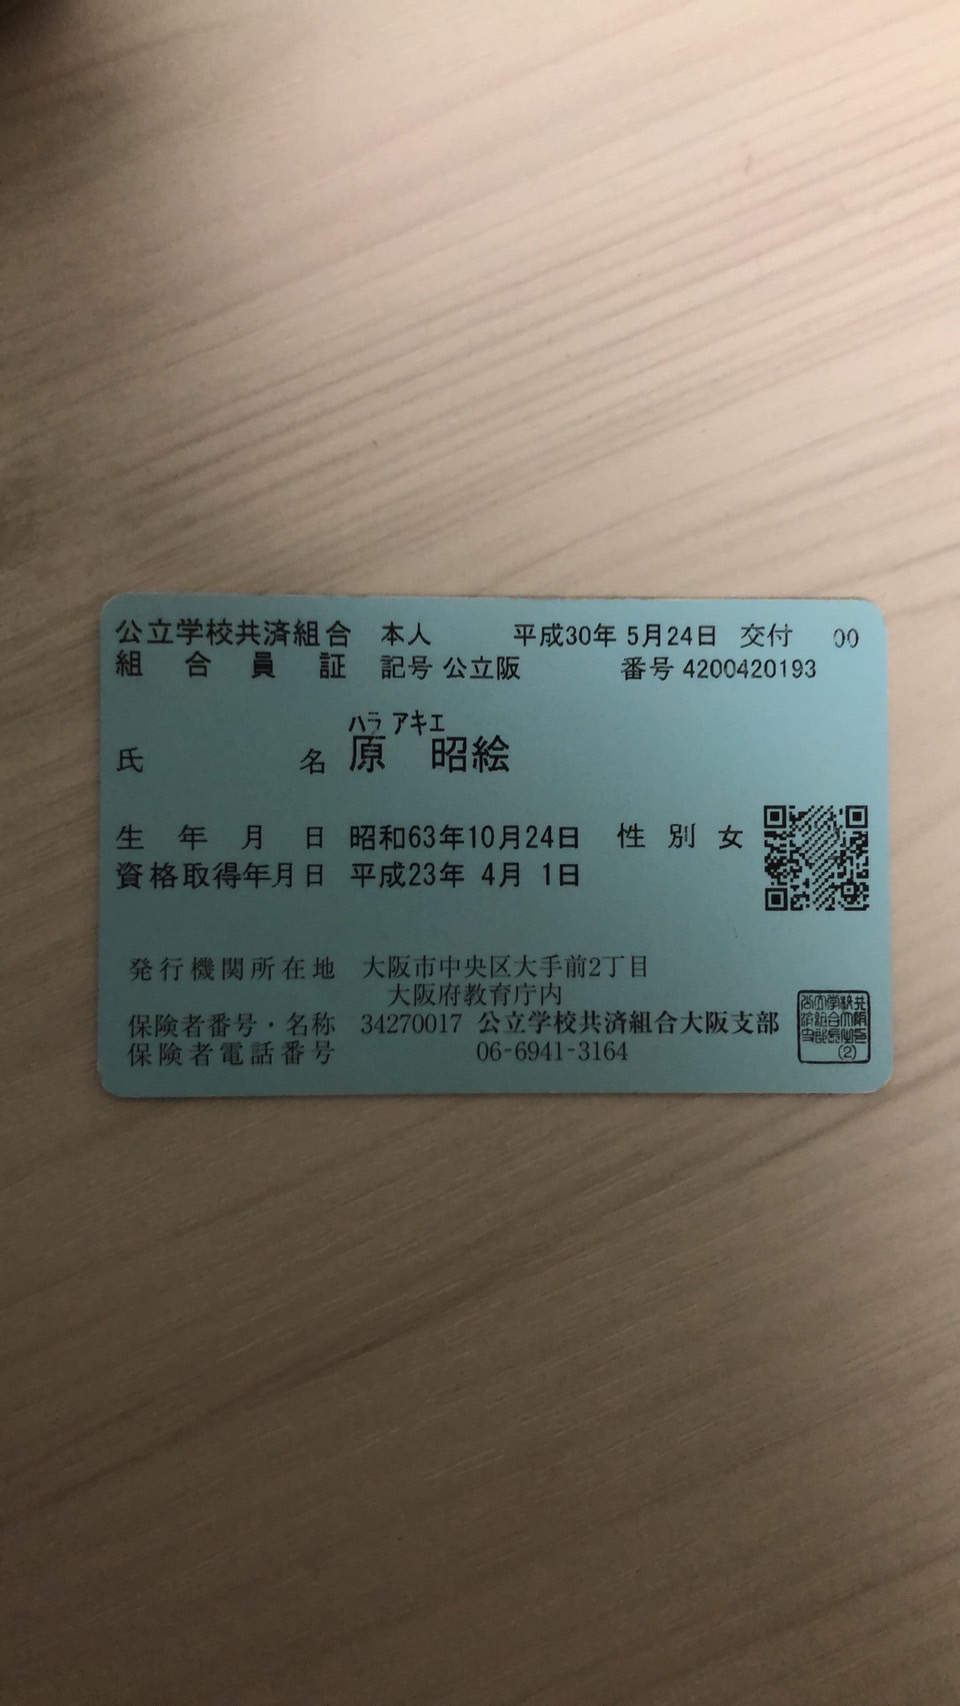 公立学校共済組合 本人 平成30年 5月24日 交付 00
組合員証 記号 公立阪 番号 4200420193
ハラ アキエ
氏名 原 昭絵
生年月日 昭和63年10月24日 性別 女
資格取得年月日 平成23年 4月 1日
発行機関所在地 大阪市中央区大手前2丁目
大阪府教育庁内
保険者番号・名称 34270017 公立学校共済組合大阪支部
保険者電話番号 06-6941-3164
(2)